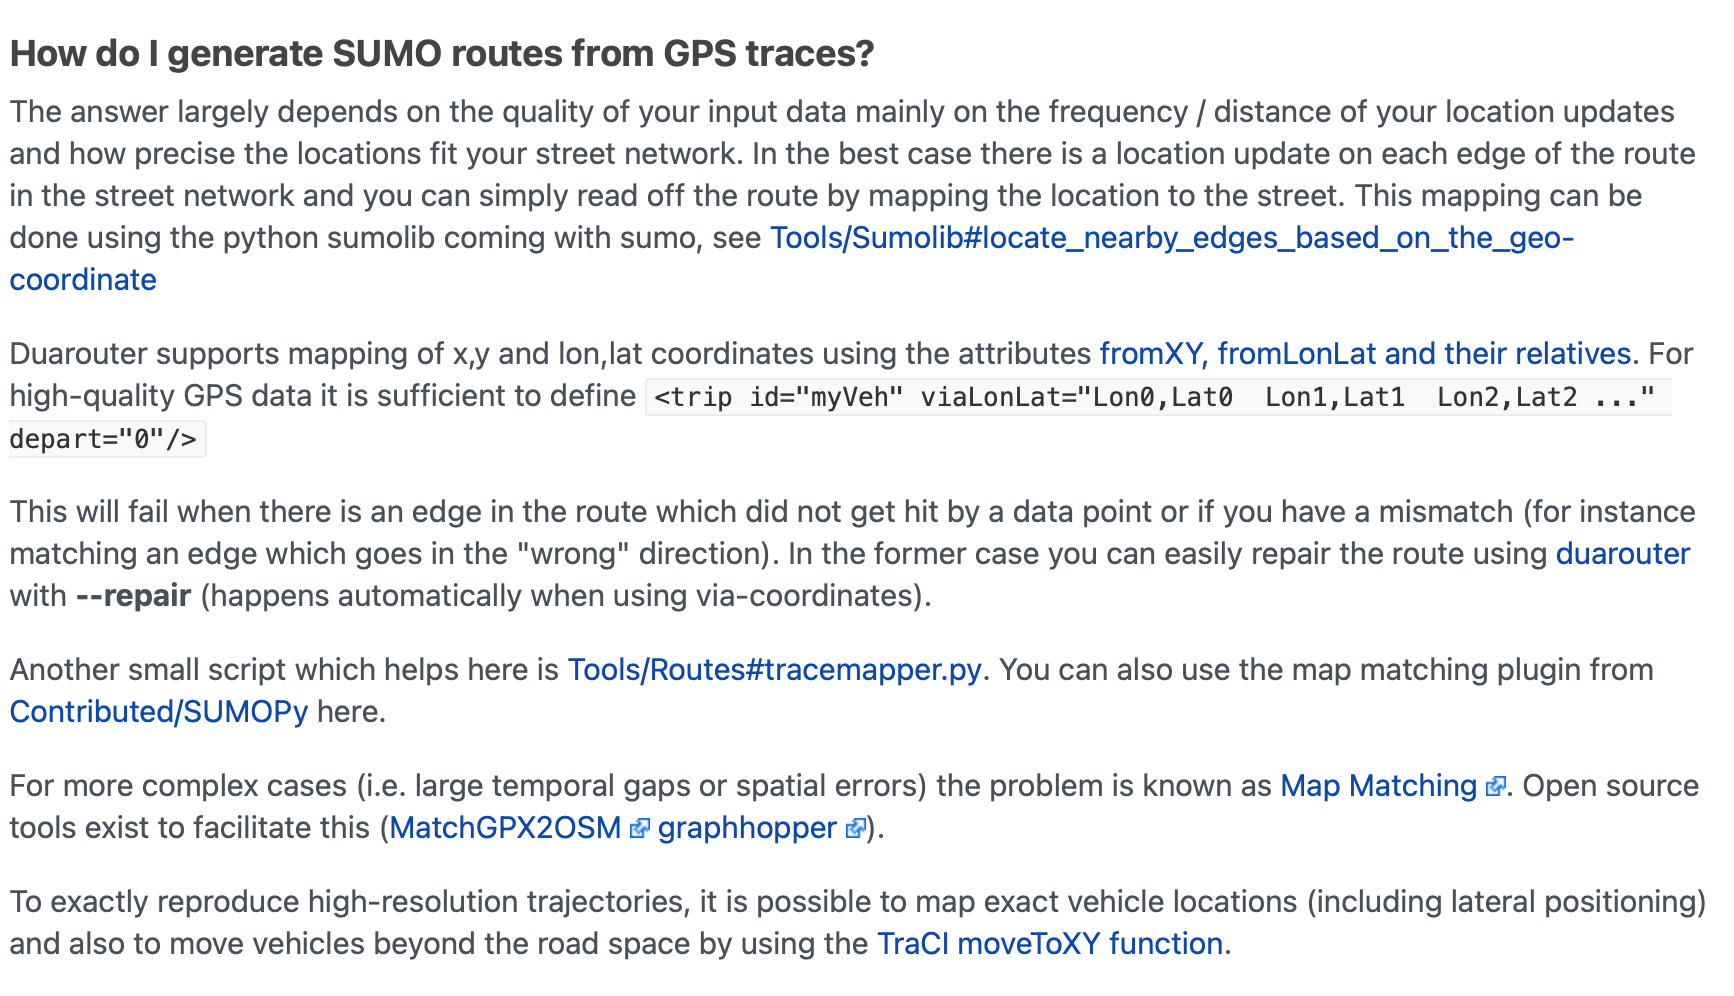 How do I generate SUMO routes from GPS traces?
The answer largely depends on the quality of your input data mainly on the frequency / distance of your location updates
and how precise the locations fit your street network. In the best case there is a location update on each edge of the route
in the street network and you can simply read off the route by mapping the location to the street. This mapping can be
done using the python sumolib coming with sumo, see Tools/Sumolib#locate_nearby_edges_based_on_the_geo-
coordinate
Duarouter supports mapping of x,y and lon,lat coordinates using the attributes fromXY, fromLonLat and their relatives. For
high-quality GPS data it is sufficient to define <trip id="myVeh" viaLonLat="Lon0,Lat0  Lon1,Lat1  Lon2,Lat2 ..."
depart="0"/>
This will fail when there is an edge in the route which did not get hit by a data point or if you have a mismatch (for instance
matching an edge which goes in the "wrong" direction). In the former case you can easily repair the route using duarouter
with --repair (happens automatically when using via-coordinates).
Another small script which helps here is Tools/Routes#tracemapper.py. You can also use the map matching plugin from
Contributed/SUMOPy here.
For more complex cases (i.e. large temporal gaps or spatial errors) the problem is known as Map Matching. Open source
tools exist to facilitate this (MatchGPX2OSM graphhopper).
To exactly reproduce high-resolution trajectories, it is possible to map exact vehicle locations (including lateral positioning)
and also to move vehicles beyond the road space by using the TraCI moveToXY function.